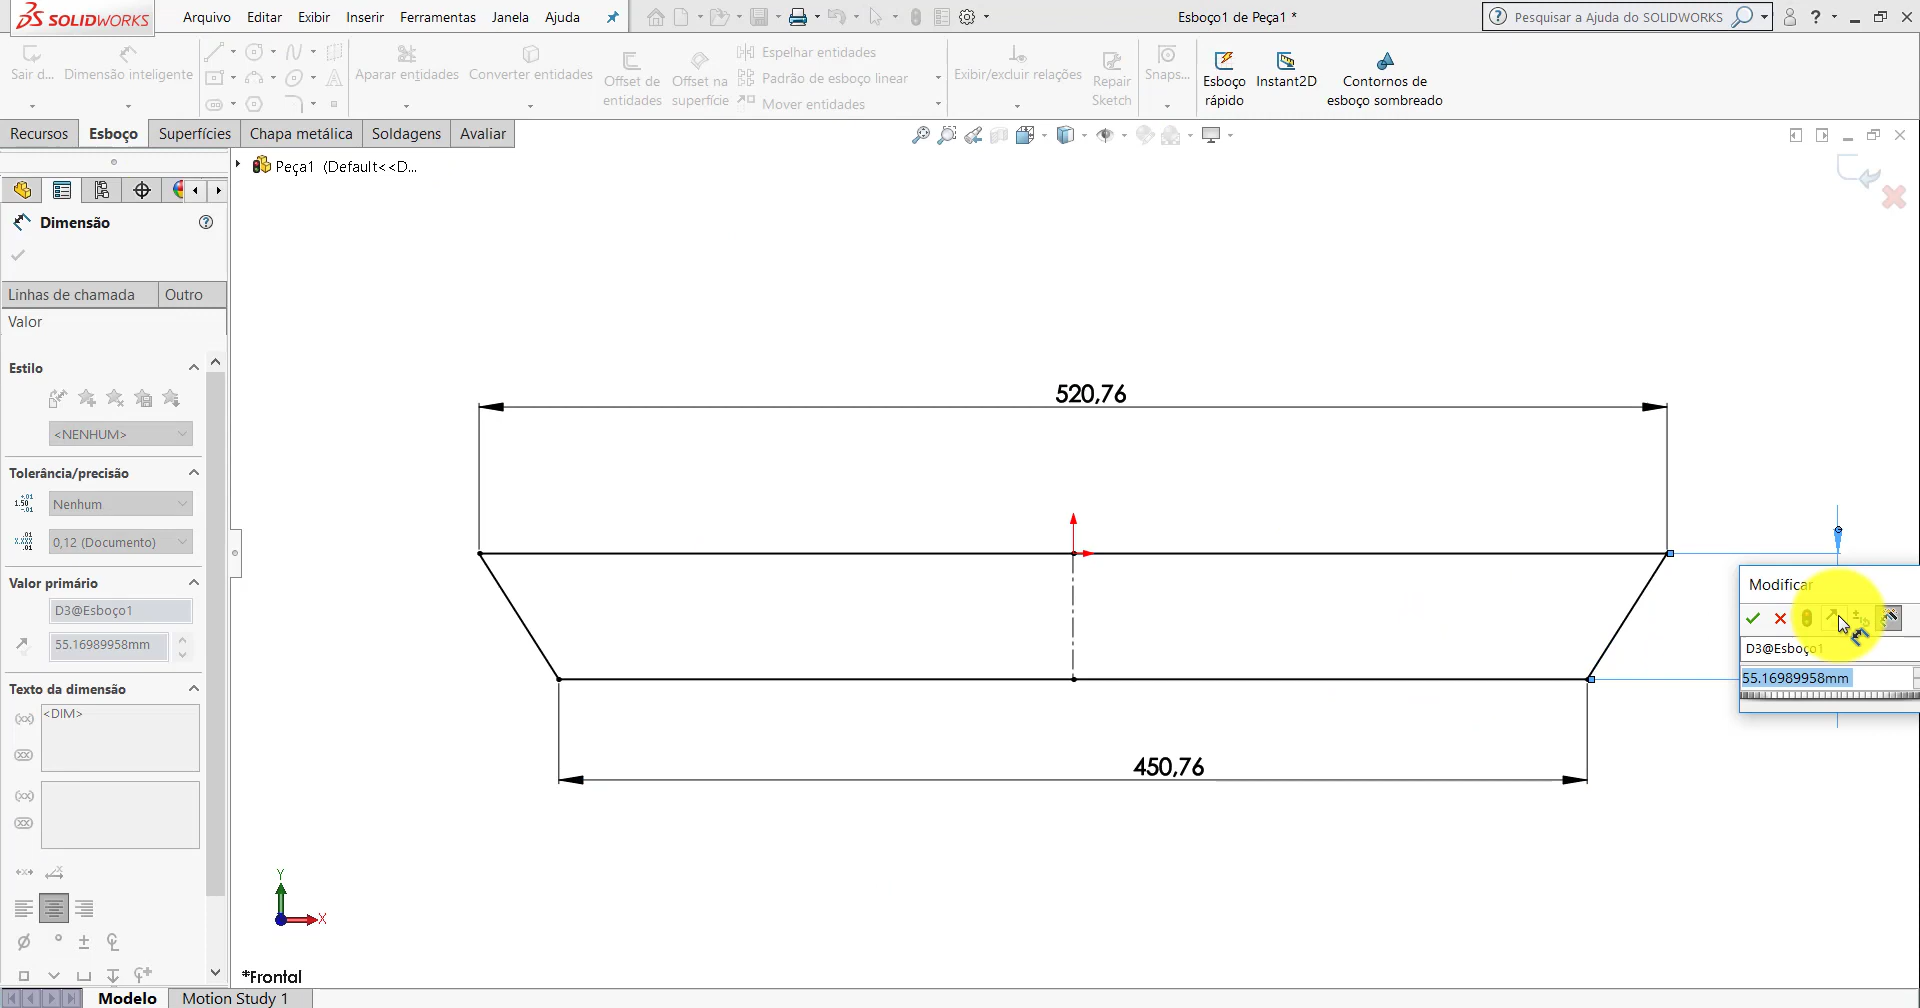 SOLIDWORKS
Arquivo Editar Exibir Inserir Ferramentas Janela Ajuda
Esboço1 de Peça1 *
Pesquisar a Ajuda do SOLIDWORKS
?
Sair d...
Dimensão inteligente
Aparar entidades
Converter entidades
Offset de entidades
Offset na superfície
Espelhar entidades
Padrão de esboço linear
Mover entidades
Exibir/excluir relações
Repair Sketch
Snaps...
Esboço rápido
Instant2D
Contornos de esboço sombreado
Recursos Esboço Superfícies Chapa metálica Soldagens Avaliar
Peça1 (Default<<D...
Dimensão
Linhas de chamada Outro
Valor
Estilo
<NENHUM>
Tolerância/precisão
Nenhum
0,12 (Documento)
Valor primário
D3@Esboço1
55.16989958mm
Texto da dimensão
<DIM>
520,76
450,76
Modificar
D3@Esboço1
55.16989958mm
Y
X
*Frontal
Modelo Motion Study 1